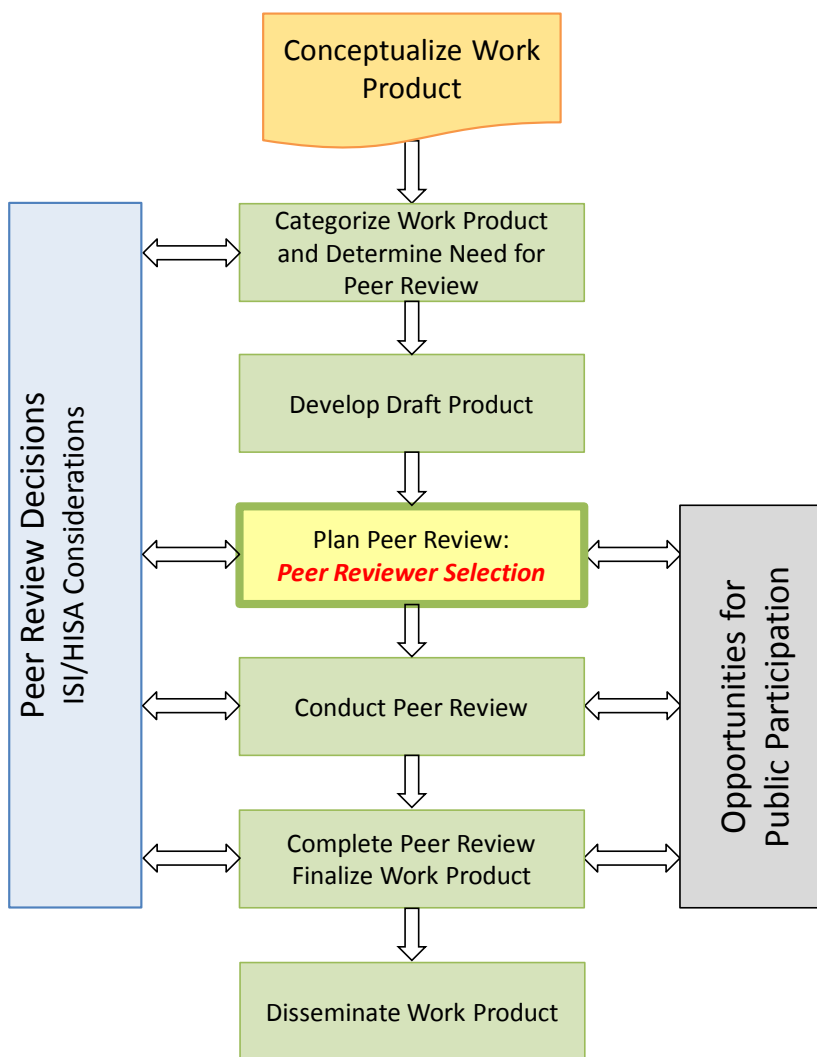 Conceptualize Work
Product
Categorize Work Product
and Determine Need for
Peer Review
Develop Draft Product
Plan Peer Review:
Peer Reviewer Selection
Conduct Peer Review
Complete Peer Review
Finalize Work Product
Disseminate Work Product
Peer Review Decisions
ISI/HISA Considerations
Opportunities for
Public Participation